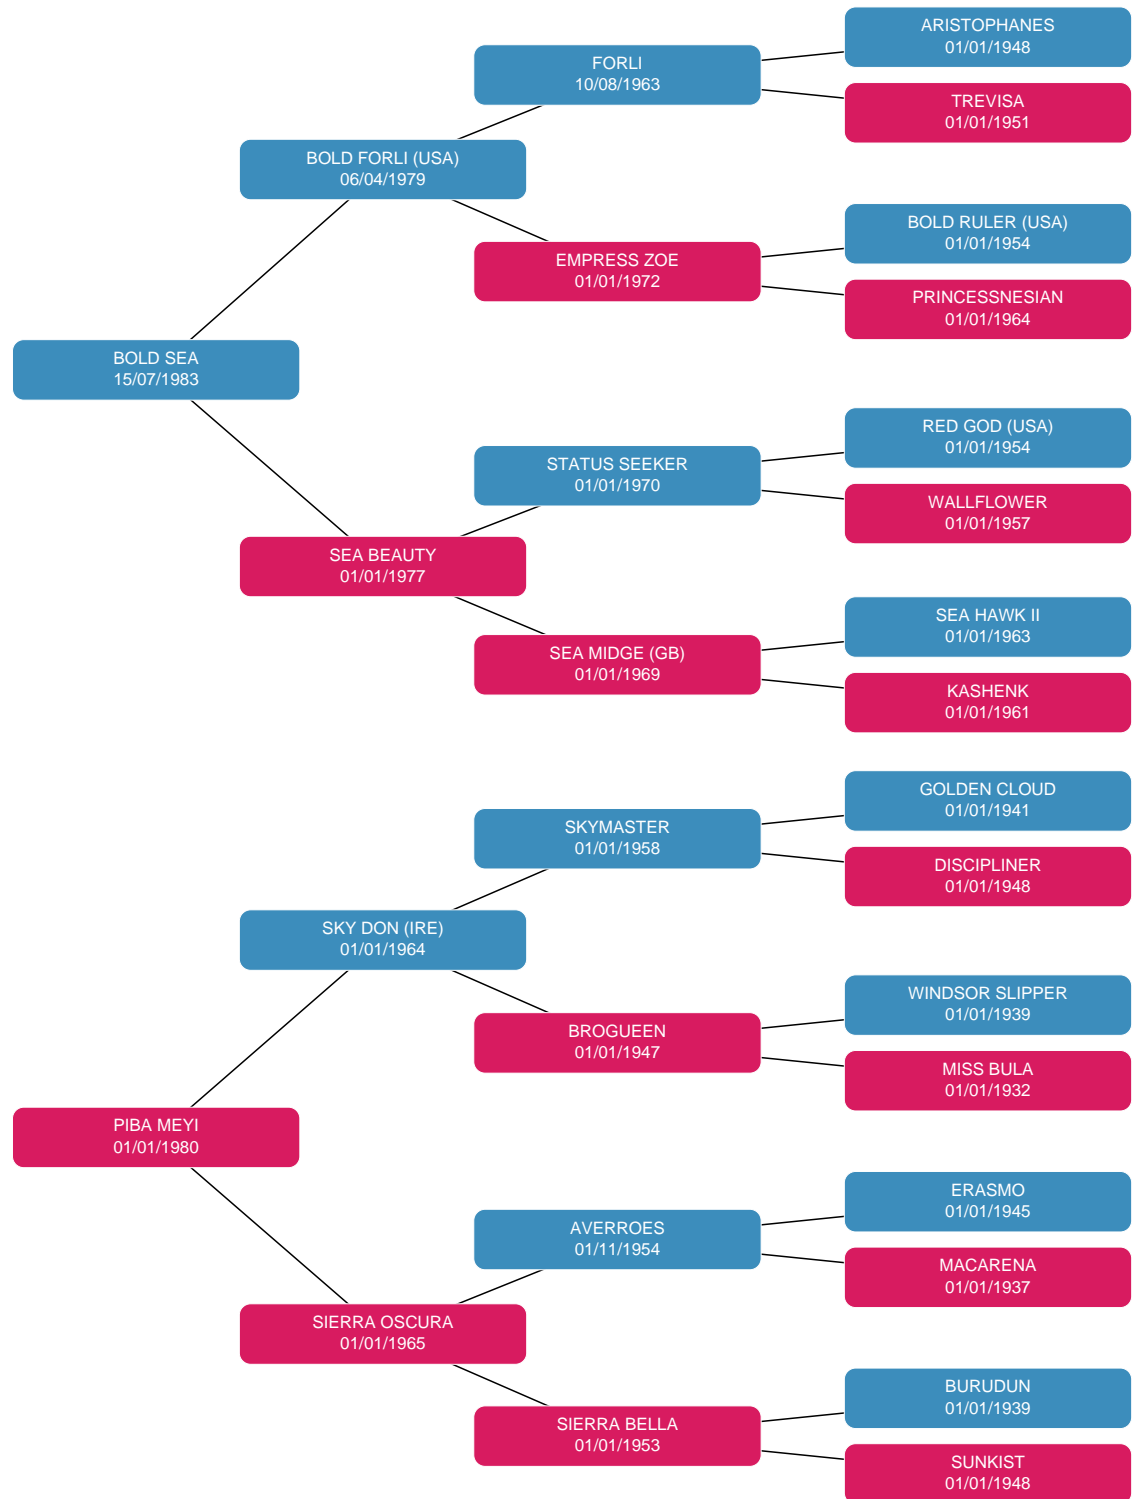 ARISTOPHANES
01/01/1948
FORLI
10/08/1963
TREVISA
01/01/1951
BOLD FORLI (USA)
06/04/1979
BOLD RULER (USA)
01/01/1954
EMPRESS ZOE
01/01/1972
PRINCESSNESIAN
01/01/1964
BOLD SEA
15/07/1983
RED GOD (USA)
01/01/1954
STATUS SEEKER
01/01/1970
WALLFLOWER
01/01/1957
SEA BEAUTY
01/01/1977
SEA HAWK II
01/01/1963
SEA MIDGE (GB)
01/01/1969
KASHENK
01/01/1961
GOLDEN CLOUD
01/01/1941
SKYMASTER
01/01/1958
DISCIPLINER
01/01/1948
SKY DON (IRE)
01/01/1964
WINDSOR SLIPPER
01/01/1939
BROGUEEN
01/01/1947
MISS BULA
01/01/1932
PIBA MEYI
01/01/1980
ERASMO
01/01/1945
AVERROES
01/11/1954
MACARENA
01/01/1937
SIERRA OSCURA
01/01/1965
BURUDUN
01/01/1939
SIERRA BELLA
01/01/1953
SUNKIST
01/01/1948